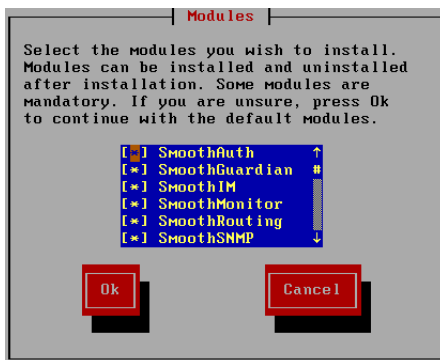 Modules
Select the modules you wish to install.
Modules can be installed and uninstalled
after installation. Some modules are
mandatory. If you are unsure, press Ok
to continue with the default modules.
[*] SmoothAuth ↑
[*] SmoothGuardian #
[*] SmoothIM
[*] SmoothMonitor
[*] SmoothRouting
[*] SmoothSNMP ↓
Ok Cancel